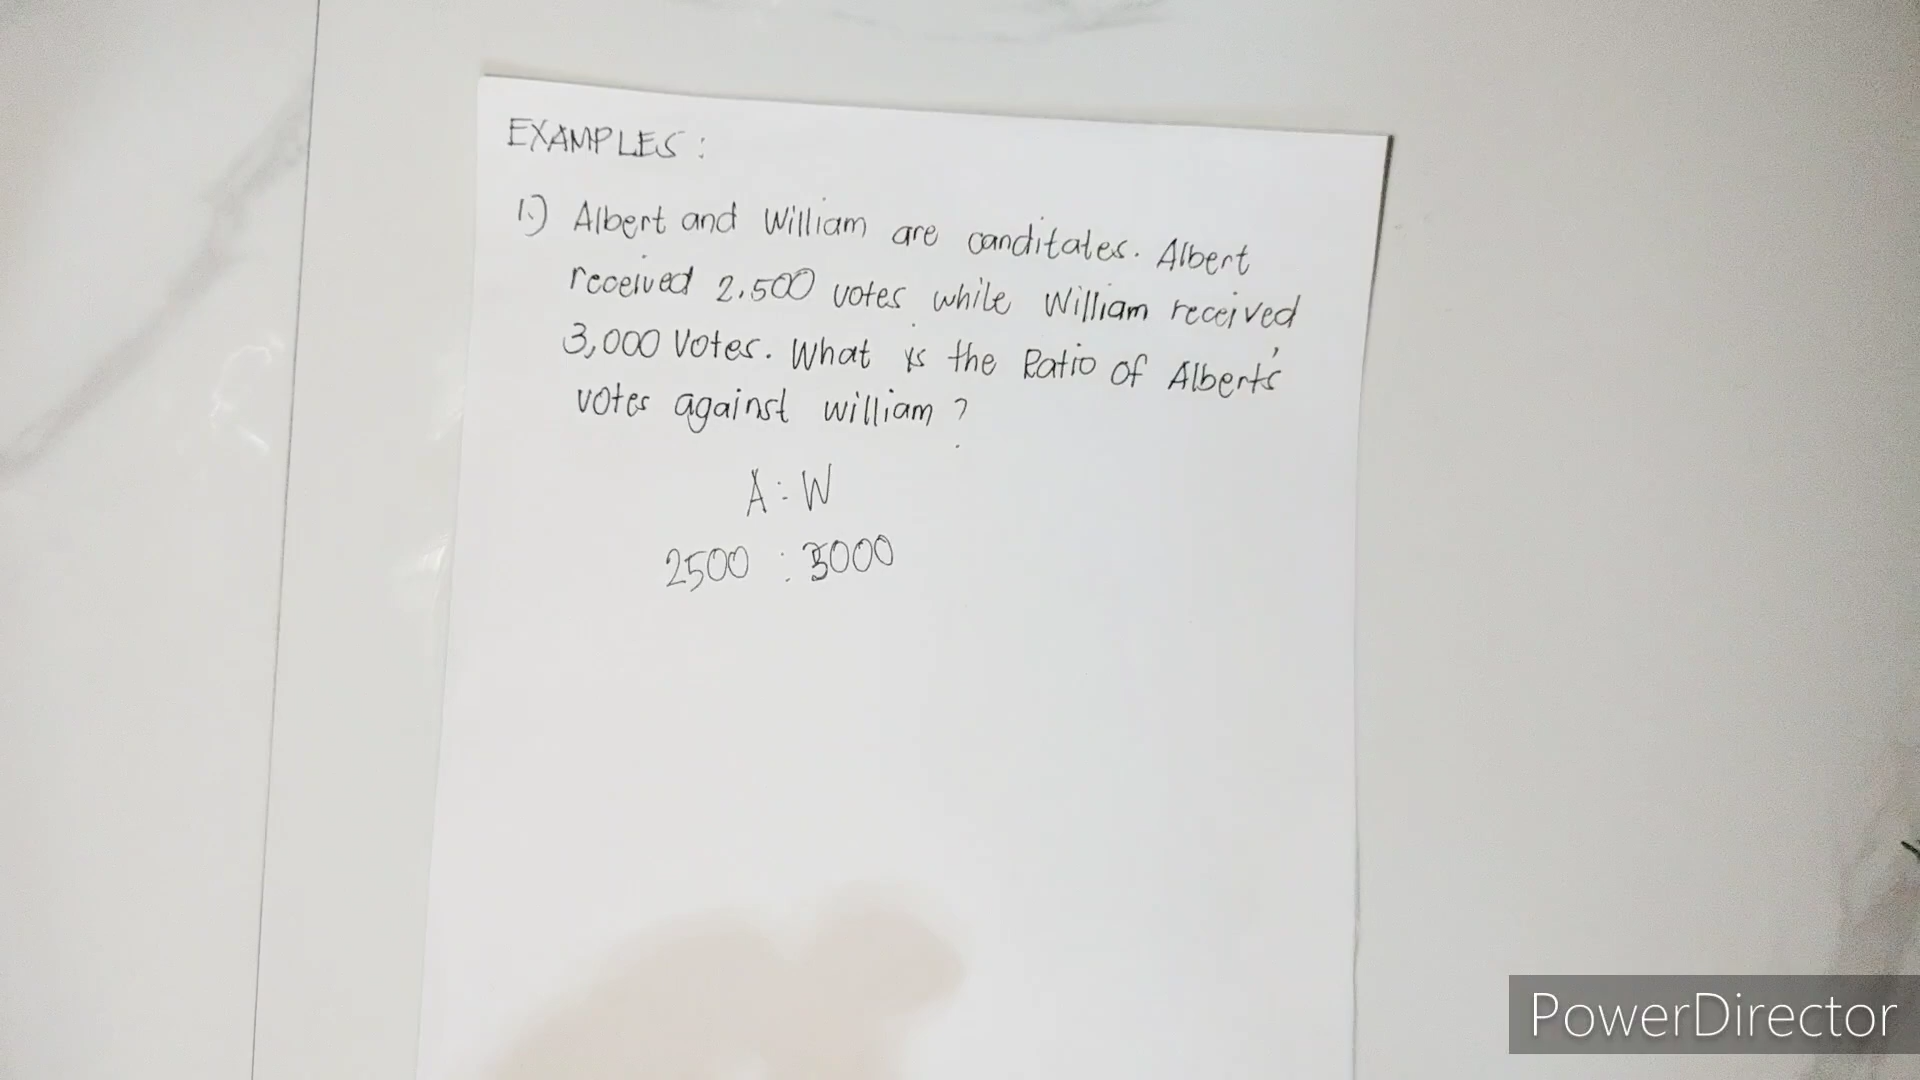 EXAMPLES:
1.) Albert and William are canditates. Albert
received 2,500 votes while William received
3,000 Votes. What is the Ratio of Albert's
votes against william?
A:W
2500 : 3000
PowerDirector